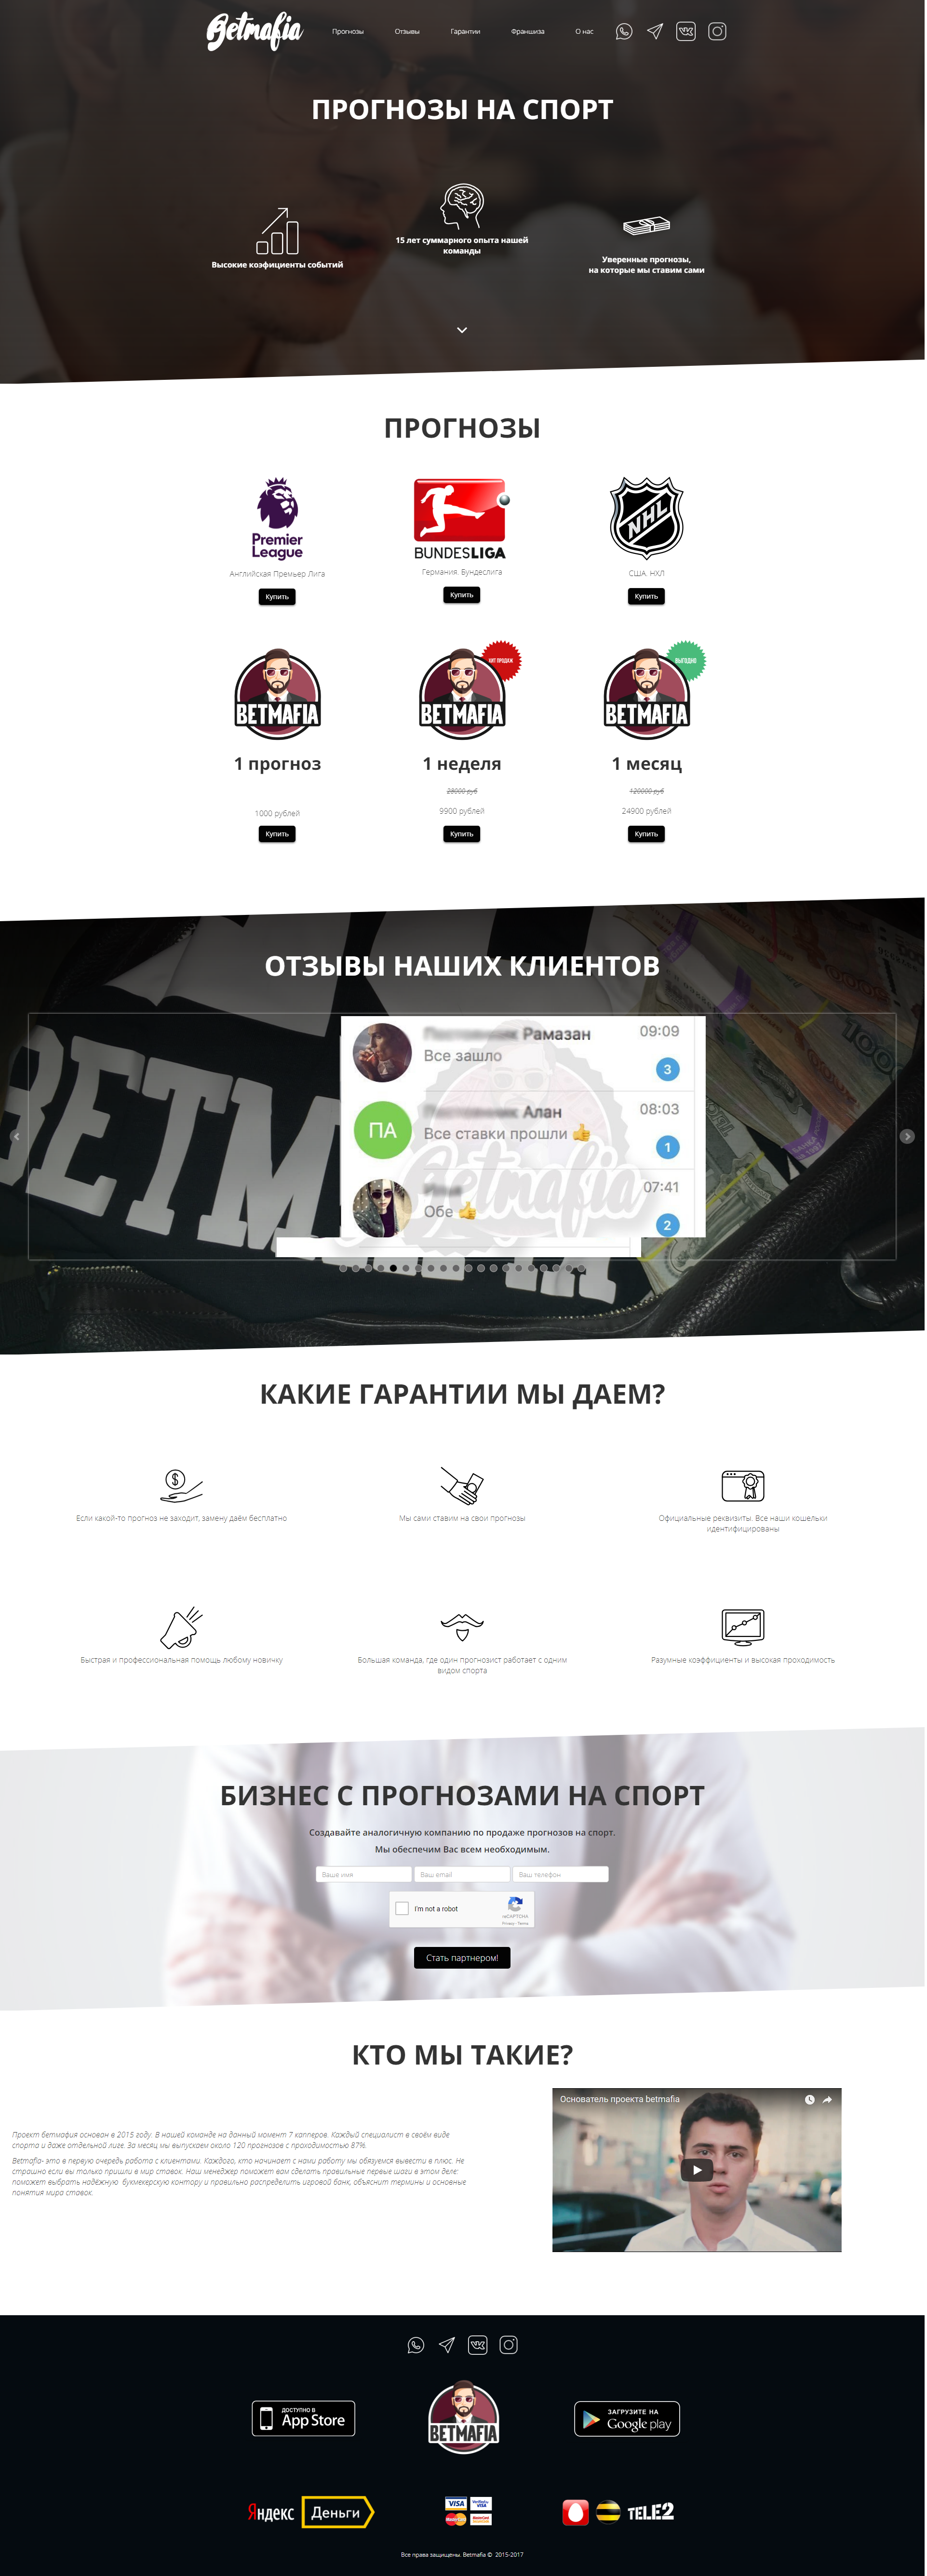 Betmafia
Прогнозы
Отзывы
Гарантии
Франшиза
О нас
ПРОГНОЗЫ НА СПОРТ
Высокие коэфициенты событий
15 лет суммарного опыта нашей
команды
Уверенные прогнозы,
на которые мы ставим сами
ПРОГНОЗЫ
Premier
League
BUNDESLIGA
NHL
Английская Премьер Лига
Германия. Бундеслига
США. НХЛ
Купить
Купить
Купить
BETMAFIA
ХИТ ПРОДАЖ
BETMAFIA
ВЫГОДНО
BETMAFIA
1 прогноз
1 неделя
1 месяц
28000 руб
120000 руб
1000 рублей
9900 рублей
24900 рублей
Купить
Купить
Купить
ОТЗЫВЫ НАШИХ КЛИЕНТОВ
Рамазан
09:09
Все зашло
3
ПА
Алан
08:03
Все ставки прошли 👍
1
07:41
Обе 👍
2
Betmafia
КАКИЕ ГАРАНТИИ МЫ ДАЕМ?
Если какой-то прогноз не заходит, замену даём бесплатно
Мы сами ставим на свои прогнозы
Официальные реквизиты. Все наши кошельки
идентифицированы
Быстрая и профессиональная помощь любому новичку
Большая команда, где один прогнозист работает с одним
видом спорта
Разумные коэффициенты и высокая проходимость
БИЗНЕС С ПРОГНОЗАМИ НА СПОРТ
Создавайте аналогичную компанию по продаже прогнозов на спорт.
Мы обеспечим Вас всем необходимым.
Ваше имя
Ваш email
Ваш телефон
I'm not a robot
reCAPTCHA
Privacy - Terms
Стать партнером!
КТО МЫ ТАКИЕ?
Основатель проекта betmafia
Проект бетмафия основан в 2015 году. В нашей команде на данный момент 7 капперов. Каждый специалист в своём виде
спорта и даже отдельной лиге. За месяц мы выпускаем около 120 прогнозов с проходимостью 87%.
Betmafia- это в первую очередь работа с клиентами. Каждого, кто начинает с нами работу мы обязуемся вывести в плюс. Не
страшно если вы только пришли в мир ставок. Наш менеджер поможет вам сделать правильные первые шаги в этом деле:
поможет выбрать надёжную букмекерскую контору и правильно распределить игровой банк, объяснит термины и основные
понятия мира ставок.
ДОСТУПНО В
App Store
BETMAFIA
ЗАГРУЗИТЕ НА
Google play
Яндекс Деньги
VISA
Verified by
VISA
MasterCard
TELE2
Все права защищены. Betmafia © 2015-2017